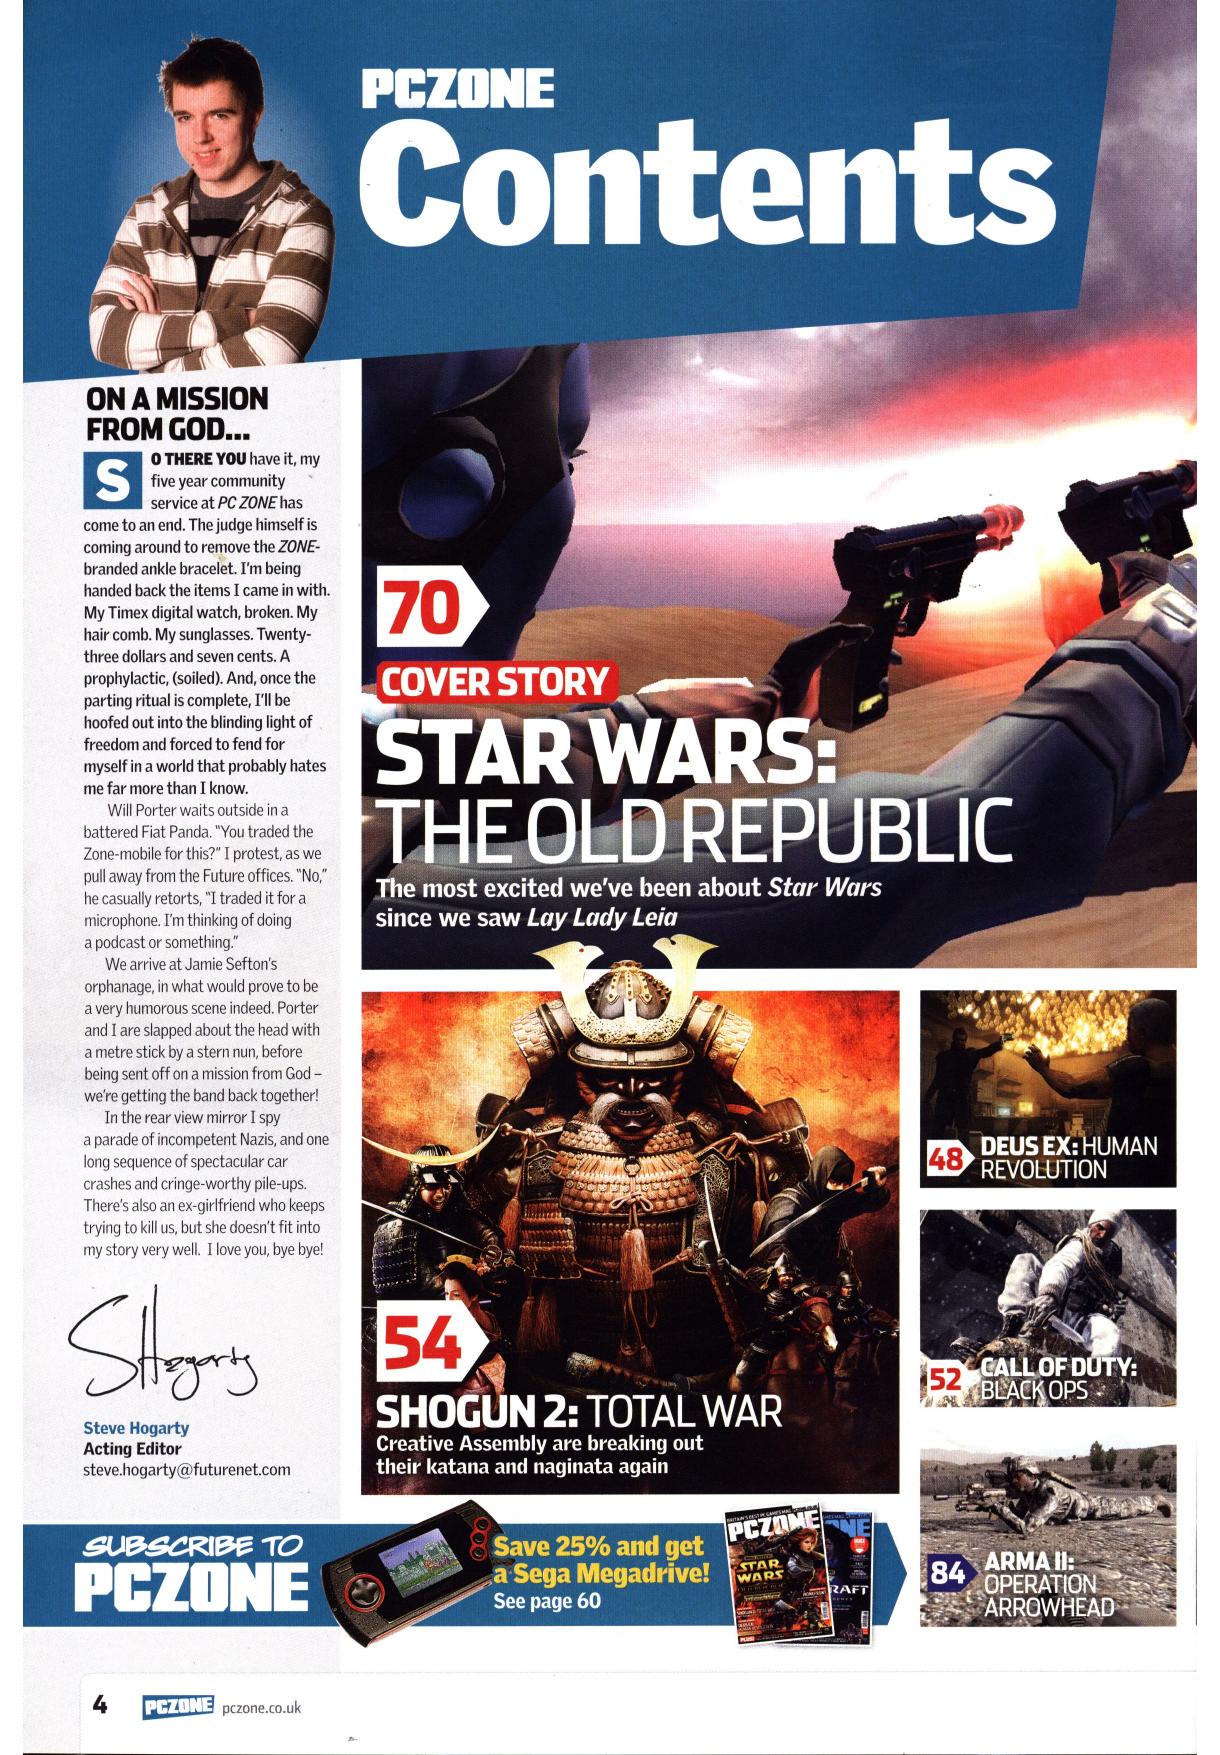 PCZONE
Contents
ON A MISSION
FROM GOD...
SO THERE YOU have it, my
five year community
service at PC ZONE has
come to an end. The judge himself is
coming around to remove the ZONE-
branded ankle bracelet. I'm being
handed back the items I came in with.
My Timex digital watch, broken. My
hair comb. My sunglasses. Twenty-
three dollars and seven cents. A
prophylactic, (soiled). And, once the
parting ritual is complete, I'll be
hoofed out into the blinding light of
freedom and forced to fend for
myself in a world that probably hates
me far more than I know.
Will Porter waits outside in a
battered Fiat Panda. "You traded the
Zone-mobile for this?" I protest, as we
pull away from the Future offices. "No,"
he casually retorts, "I traded it for a
microphone. I'm thinking of doing
a podcast or something."
We arrive at Jamie Sefton's
orphanage, in what would prove to be
a very humorous scene indeed. Porter
and I are slapped about the head with
a metre stick by a stern nun, before
being sent off on a mission from God –
we're getting the band back together!
In the rear view mirror I spy
a parade of incompetent Nazis, and one
long sequence of spectacular car
crashes and cringe-worthy pile-ups.
There's also an ex-girlfriend who keeps
trying to kill us, but she doesn't fit into
my story very well. I love you, bye bye!
SHogarty
Steve Hogarty
Acting Editor
steve.hogarty@futurenet.com
70
COVER STORY
STAR WARS:
THE OLD REPUBLIC
The most excited we've been about Star Wars
since we saw Lay Lady Leia
54
SHOGUN 2: TOTAL WAR
Creative Assembly are breaking out
their katana and naginata again
48 DEUS EX: HUMAN
REVOLUTION
52 CALL OF DUTY:
BLACK OPS
84 ARMA II:
OPERATION
ARROWHEAD
SUBSCRIBE TO
PCZONE
Save 25% and get
a Sega Megadrive!
See page 60
PCZONE
STAR
WARS
4 PCZONE pczone.co.uk